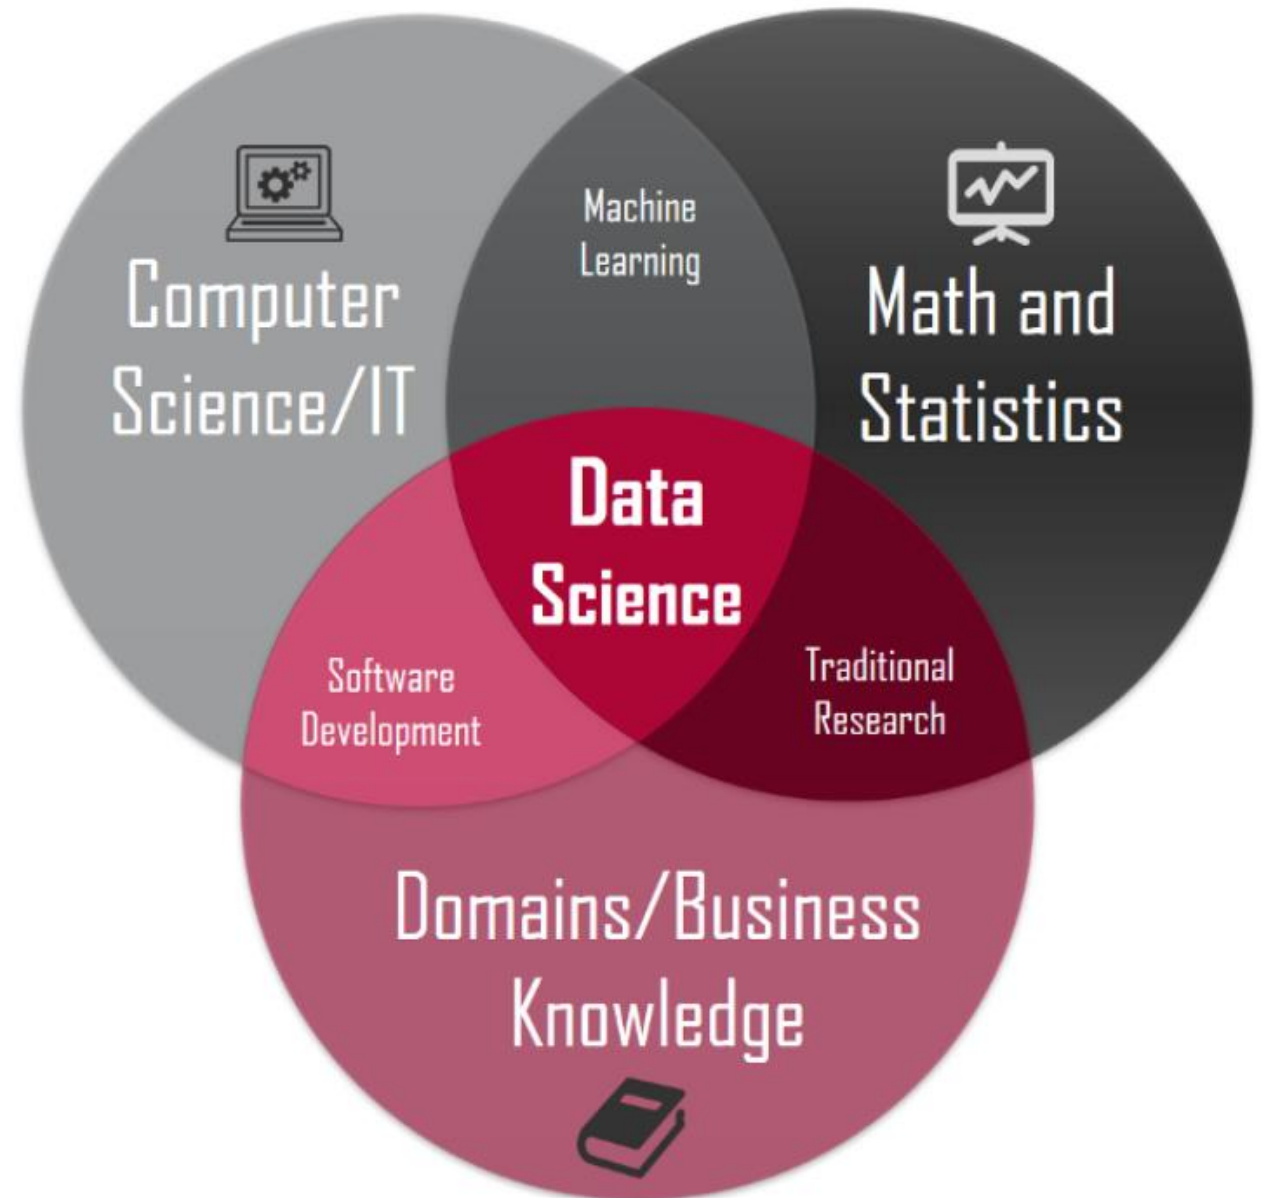 Machine
Learning
Computer
Science/IT
Math and
Statistics
Data
Science
Software
Development
Traditional
Research
Domains/Business
Knowledge